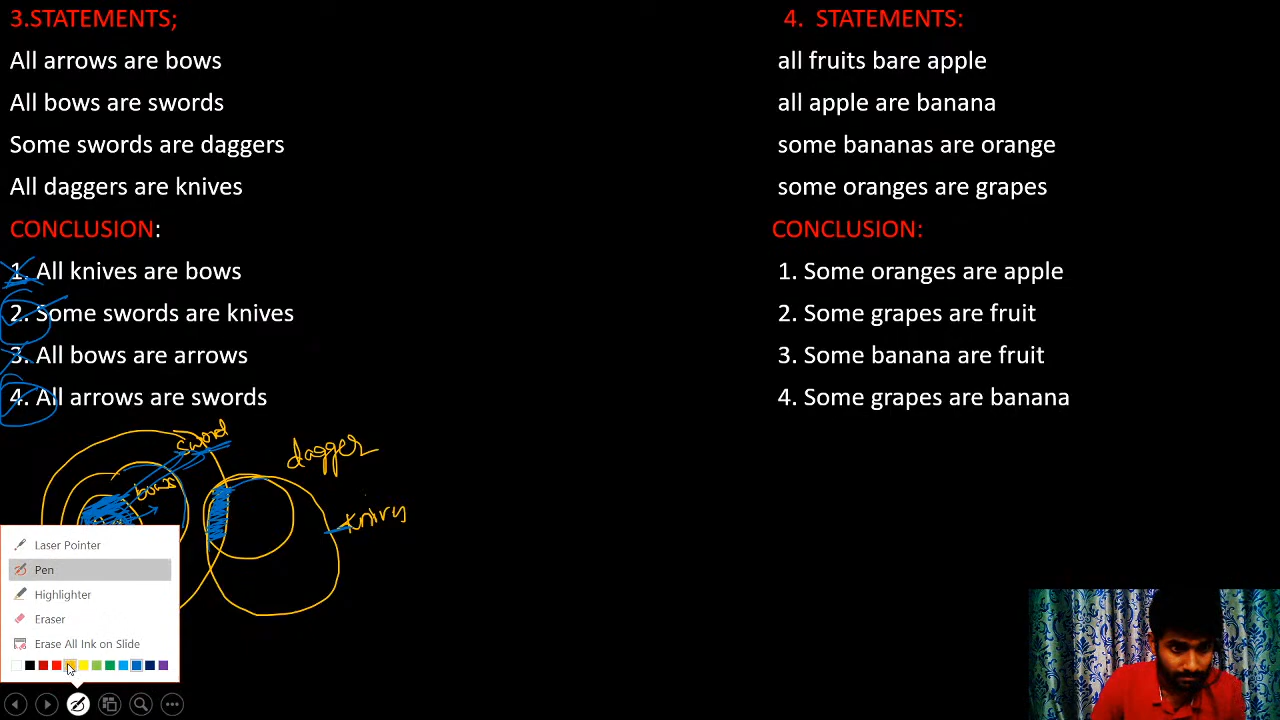 3.STATEMENTS;
All arrows are bows
All bows are swords
Some swords are daggers
All daggers are knives
CONCLUSION:
1. All knives are bows
2. Some swords are knives
3. All bows are arrows
4. All arrows are swords
sword
dagger
bows
4. STATEMENTS:
all fruits bare apple
all apple are banana
some bananas are orange
some oranges are grapes
CONCLUSION:
1. Some oranges are apple
2. Some grapes are fruit
3. Some banana are fruit
4. Some grapes are banana
Laser Pointer
Pen
Highlighter
Eraser
Erase All Ink on Slide